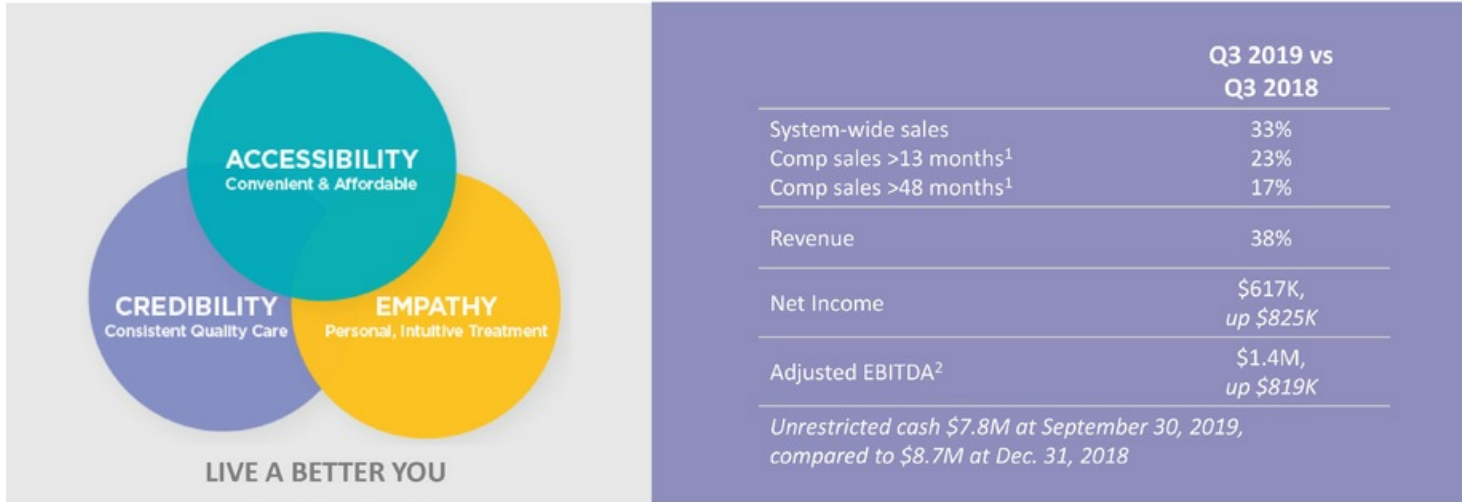 ACCESSIBILITY
Convenient & Affordable
CREDIBILITY
Consistent Quality Care
EMPATHY
Personal, Intuitive Treatment
LIVE A BETTER YOU
Q3 2019 vs
Q3 2018
System-wide sales 33%
Comp sales >13 months¹ 23%
Comp sales >48 months¹ 17%
Revenue 38%
Net Income $617K,
up $825K
Adjusted EBITDA² $1.4M,
up $819K
Unrestricted cash $7.8M at September 30, 2019,
compared to $8.7M at Dec. 31, 2018